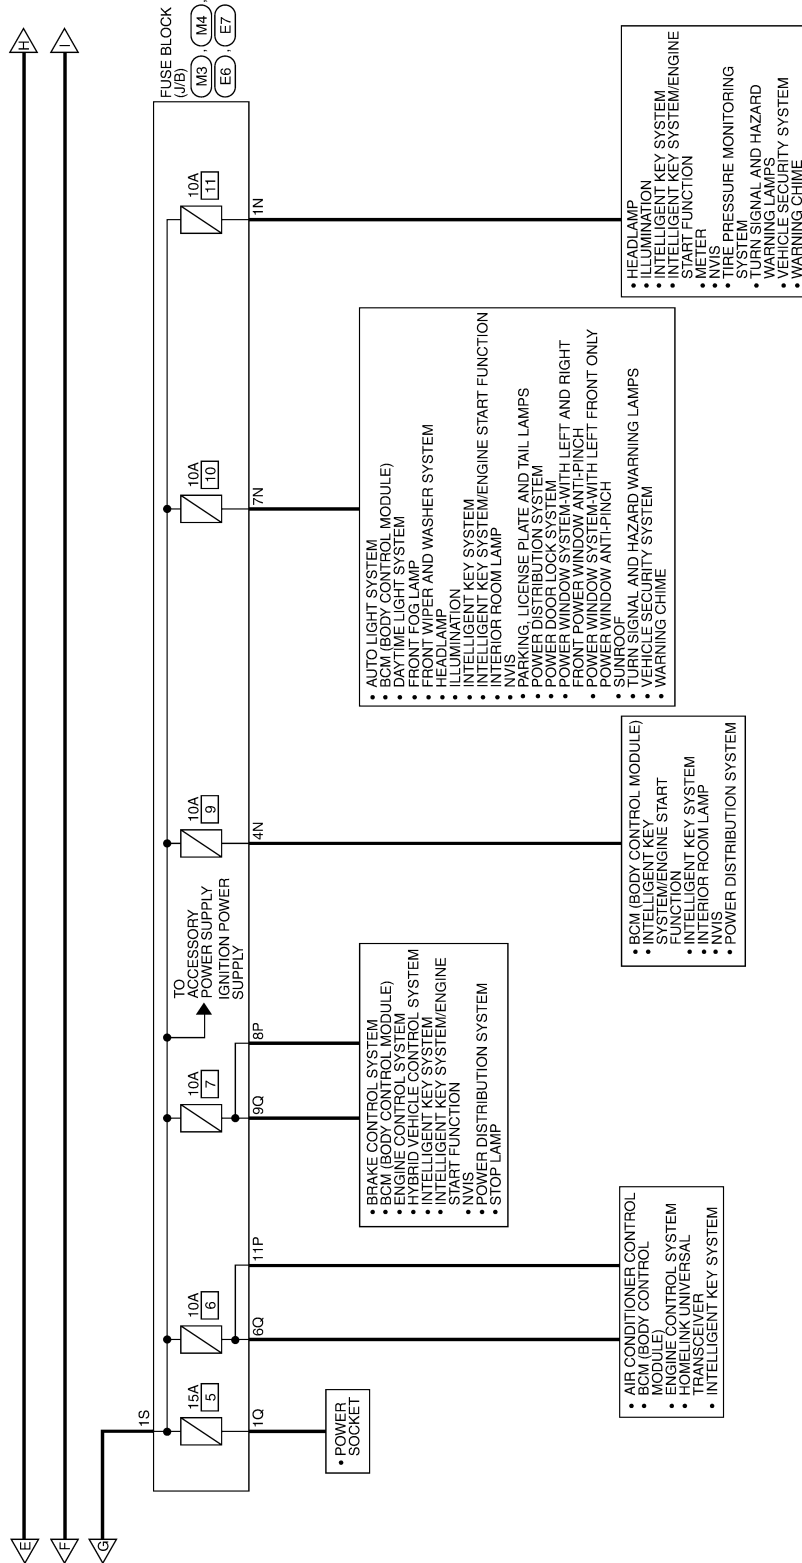 E
H
F
I
G
FUSE BLOCK
(J/B)
M3 , M4 ,
E6 , E7
1S
15A
5
1Q
• POWER
SOCKET
10A
6
6Q
11P
• AIR CONDITIONER CONTROL
• BCM (BODY CONTROL
MODULE)
• ENGINE CONTROL SYSTEM
• HOMELINK UNIVERSAL
TRANSCEIVER
• INTELLIGENT KEY SYSTEM
10A
7
9Q
8P
• BRAKE CONTROL SYSTEM
• BCM (BODY CONTROL MODULE)
• ENGINE CONTROL SYSTEM
• HYBRID VEHICLE CONTROL SYSTEM
• INTELLIGENT KEY SYSTEM
• INTELLIGENT KEY SYSTEM/ENGINE
START FUNCTION
• NVIS
• POWER DISTRIBUTION SYSTEM
• STOP LAMP
TO
ACCESSORY
POWER SUPPLY
IGNITION POWER
SUPPLY
10A
9
4N
• BCM (BODY CONTROL MODULE)
• INTELLIGENT KEY
SYSTEM/ENGINE START
FUNCTION
• INTELLIGENT KEY SYSTEM
• INTERIOR ROOM LAMP
• NVIS
• POWER DISTRIBUTION SYSTEM
10A
10
7N
• AUTO LIGHT SYSTEM
• BCM (BODY CONTROL MODULE)
• DAYTIME LIGHT SYSTEM
• FRONT FOG LAMP
• FRONT WIPER AND WASHER SYSTEM
• HEADLAMP
• ILLUMINATION
• INTELLIGENT KEY SYSTEM
• INTELLIGENT KEY SYSTEM/ENGINE START FUNCTION
• INTERIOR ROOM LAMP
• NVIS
• PARKING, LICENSE PLATE AND TAIL LAMPS
• POWER DISTRIBUTION SYSTEM
• POWER DOOR LOCK SYSTEM
• POWER WINDOW SYSTEM-WITH LEFT AND RIGHT
FRONT POWER WINDOW ANTI-PINCH
• POWER WINDOW SYSTEM-WITH LEFT FRONT ONLY
POWER WINDOW ANTI-PINCH
• SUNROOF
• TURN SIGNAL AND HAZARD WARNING LAMPS
• VEHICLE SECURITY SYSTEM
• WARNING CHIME
10A
11
1N
• HEADLAMP
• ILLUMINATION
• INTELLIGENT KEY SYSTEM
• INTELLIGENT KEY SYSTEM/ENGINE
START FUNCTION
• METER
• NVIS
• TIRE PRESSURE MONITORING
SYSTEM
• TURN SIGNAL AND HAZARD
WARNING LAMPS
• VEHICLE SECURITY SYSTEM
• WARNING CHIME